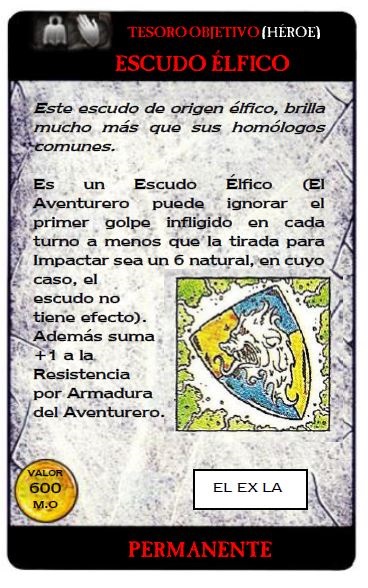 TESORO OBJETIVO (HÉROE)
ESCUDO ÉLFICO
Este escudo de origen élfico, brilla
mucho más que sus homólogos
comunes.
Es un Escudo Élfico (El
Aventurero puede ignorar el
primer golpe infligido en cada
turno a menos que la tirada para
Impactar sea un 6 natural, en cuyo
caso, el
escudo no
tiene efecto).
Además suma
+1 a la
Resistencia
por Armadura
del Aventurero.
VALOR
600
M.O
EL EX LA
PERMANENTE